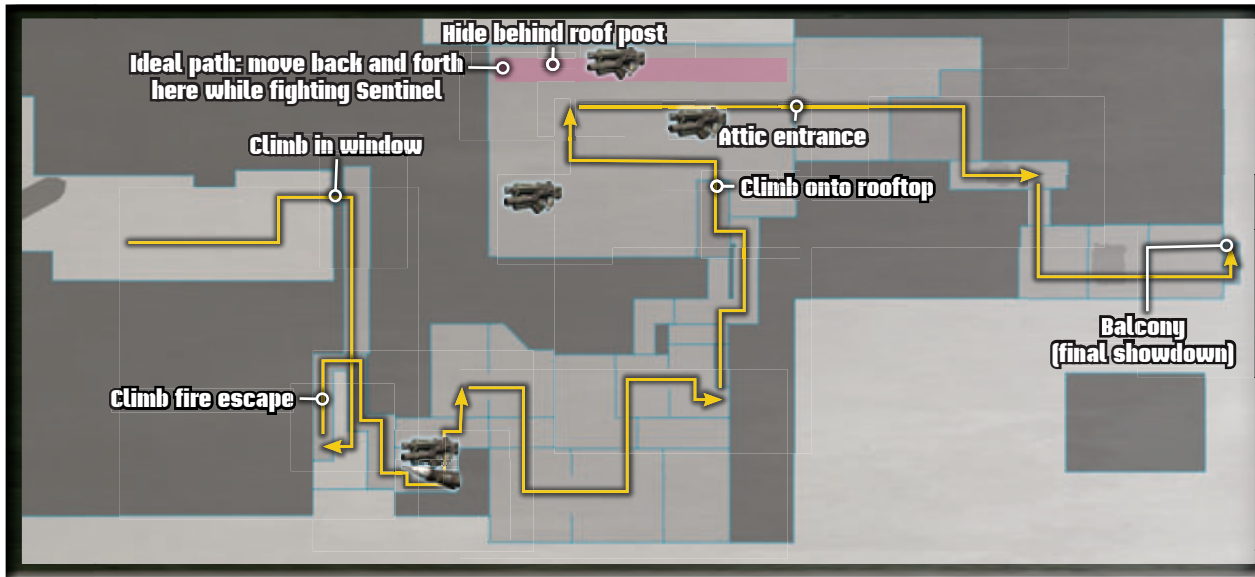 Hide behind roof post
Ideal path: move back and forth
here while fighting Sentinel
Attic entrance
Climb in window
Climb onto rooftop
Balcony
(final showdown)
Climb fire escape